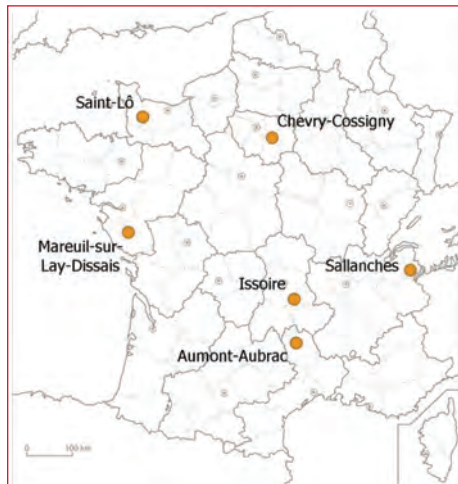 Saint-Lô
Chevry-Cossigny
Mareuil-sur-
Lay-Dissais
Sallanches
Issoire
Aumont-Aubrac
0 100 km